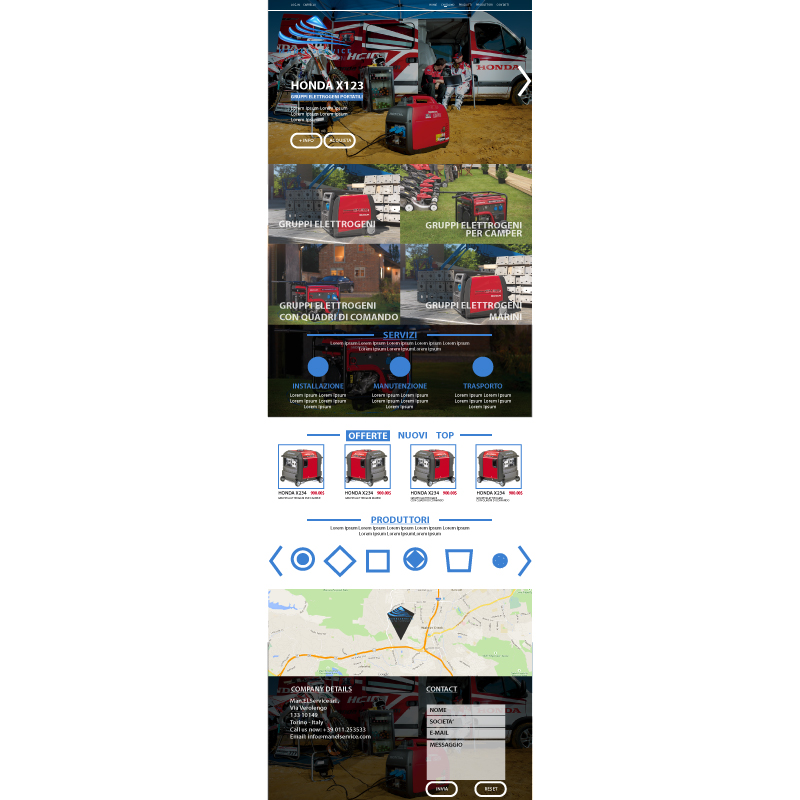 HOME
PRODOTTI
CONTATTI
HONDA
HONDA X123
GRUPPI ELETTROGENI PORTATILI
Lorem Ipsum Lorem Ipsum
Lorem Ipsum Lorem Ipsum
Lorem Ipsum
+ INFO
ACQUISTA
GRUPPI ELETTROGENI
GRUPPI ELETTROGENI
PER CAMPER
GRUPPI ELETTROGENI
CON QUADRI DI COMANDO
GRUPPI ELETTROGENI
MARINI
SERVIZI
Lorem Ipsum Lorem Ipsum Lorem Ipsum Lorem Ipsum Lorem Ipsum
Lorem Ipsum Lorem Ipsum Lorem Ipsum
INSTALLAZIONE
Lorem Ipsum Lorem Ipsum
Lorem Ipsum Lorem Ipsum
Lorem Ipsum
MANUTENZIONE
Lorem Ipsum Lorem Ipsum
Lorem Ipsum Lorem Ipsum
Lorem Ipsum
TRASPORTO
Lorem Ipsum Lorem Ipsum
Lorem Ipsum Lorem Ipsum
Lorem Ipsum
OFFERTE NUOVI TOP
HONDA X234 900.00$
HONDA X234 900.00$
HONDA X234 900.00$
HONDA X234 900.00$
PRODUTTORI
Lorem Ipsum Lorem Ipsum Lorem Ipsum Lorem Ipsum Lorem Ipsum
Lorem Ipsum Lorem Ipsum Lorem Ipsum
COMPANY DETAILS
Man.El.Service srl,
Via Verolengo
133 10149
Torino - Italy
Call us now: +39 011.253533
Email: info@manelservice.com
CONTACT
NOME
SOCIETA'
E-MAIL
MESSAGGIO
INVIA
RESET